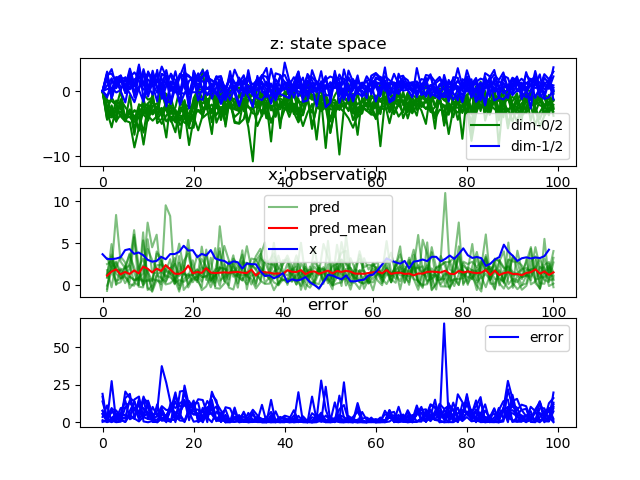 z: state space
0
−10
dim-0/2
dim-1/2
0 20 40 60 80 100
x: observation
10
5
0
pred
pred_mean
x
0 20 40 60 80 100
error
50
25
0
error
0 20 40 60 80 100